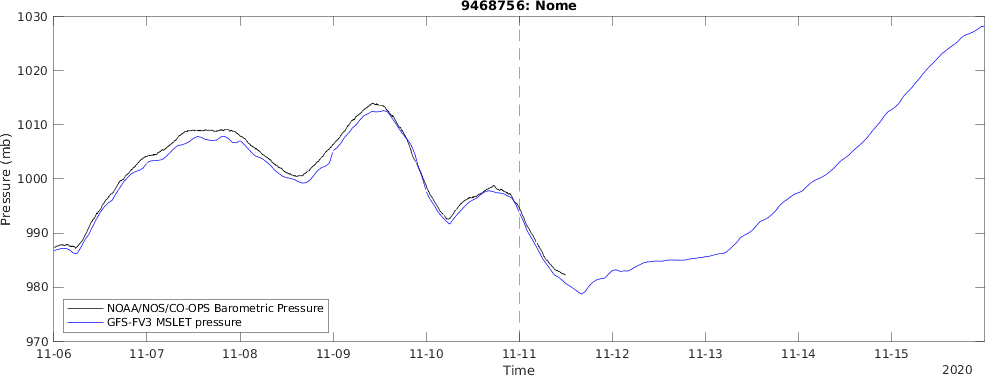 9468756: Nome
Pressure (mb)
1030
1020
1010
1000
990
980
970
NOAA/NOS/CO-OPS Barometric Pressure
GFS-FV3 MSLET pressure
11-06 11-07 11-08 11-09 11-10 11-11 11-12 11-13 11-14 11-15
Time
2020